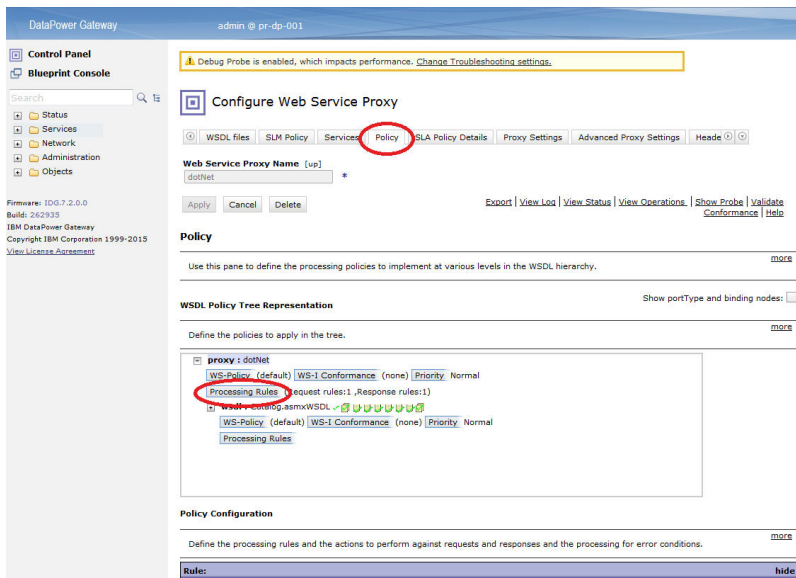 DataPower Gateway admin @ pr-dp-001
Control Panel
Blueprint Console
Search
Status
Services
Network
Administration
Objects
Firmware: IDG.7.2.0.0
Build: 262935
IBM DataPower Gateway
Copyright IBM Corporation 1999-2015
View License Agreement
Debug Probe is enabled, which impacts performance. Change Troubleshooting settings.
Configure Web Service Proxy
WSDL files SLM Policy Services Policy SLA Policy Details Proxy Settings Advanced Proxy Settings Heade
Web Service Proxy Name [up]
dotNet *
Apply Cancel Delete
Export | View Log | View Status | View Operations | Show Probe | Validate
Conformance | Help
Policy
more
Use this pane to define the processing policies to implement at various levels in the WSDL hierarchy.
WSDL Policy Tree Representation
Show portType and binding nodes:
more
Define the policies to apply in the tree.
proxy : dotNet
WS-Policy (default) WS-I Conformance (none) Priority Normal
Processing Rules (Request rules:1 ,Response rules:1)
wsdl : Catalog.asmxWSDL
WS-Policy (default) WS-I Conformance (none) Priority Normal
Processing Rules
Policy Configuration
more
Define the processing rules and the actions to perform against requests and responses and the processing for error conditions.
Rule: hide